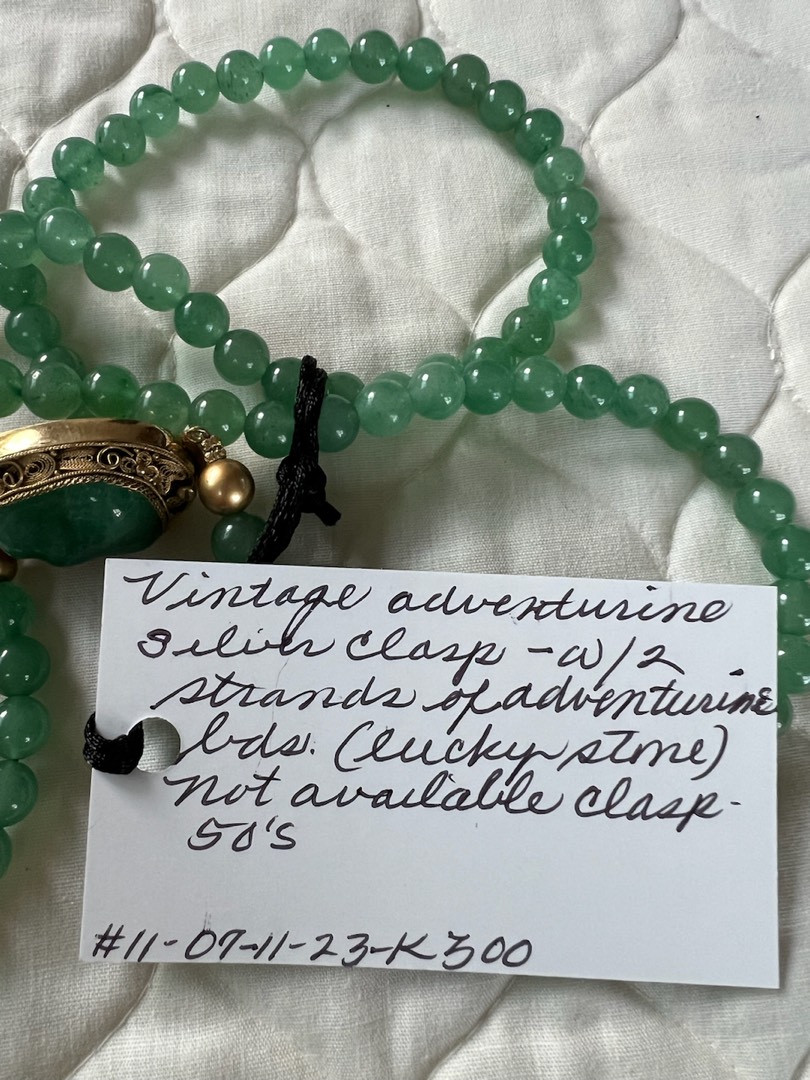 Vintage adventurine
silver clasp - w/2
strands of adventurine
bds. (lucky stone)
Not available clasp-
50's
#11-07-11-23-K300